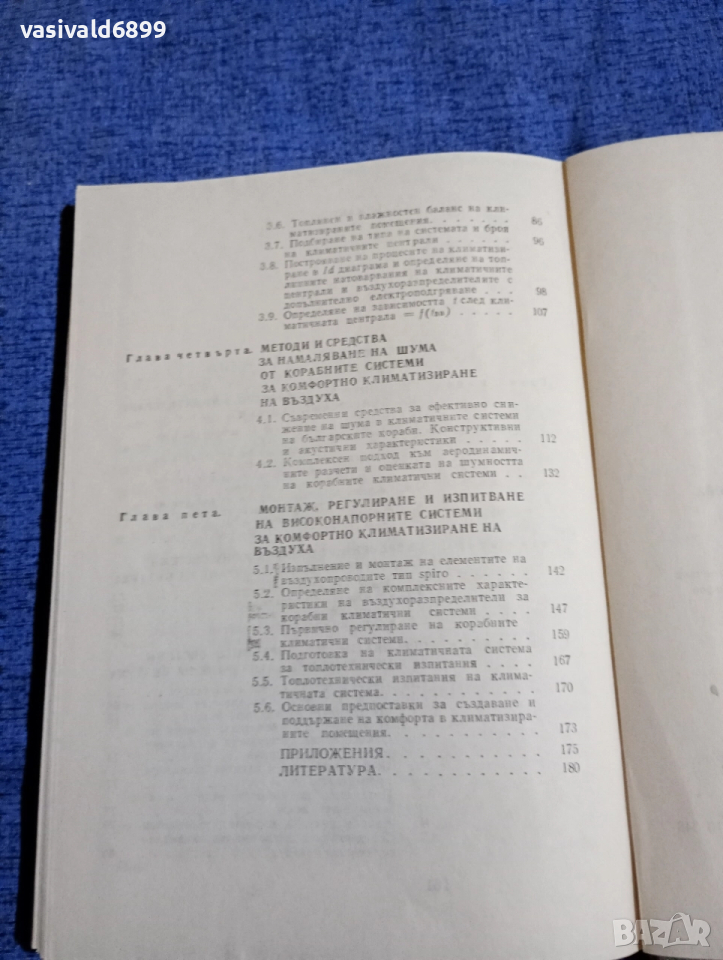 vasivald6899
3.6. Топлинен и влажностен баланс на кли-
матизираните помещения. . . . . . . 86
3.7. Подбиране на типа на системата и броя
на климатичните централи . . . . . . 96
3.8. Построяване на процесите на климатизи-
ране в Id диаграма и определяне на топ-
линните натоварвания на климатичните
централи и въздухоразпределителите с
допълнително електроподгряване . . . 98
3.9. Определяне на зависимостта t след кли-
матичната централа = f(tвн) . . . . . 107
Глава четвърта. МЕТОДИ И СРЕДСТВА
ЗА НАМАЛЯВАНЕ НА ШУМА
ОТ КОРАБНИТЕ СИСТЕМИ
ЗА КОМФОРТНО КЛИМАТИЗИРАНЕ
НА ВЪЗДУХА
4.1. Съвременни средства за ефективно сни-
жение на шума в климатичните системи
на българските кораби. Конструктивни
и акустични характеристики . . . . . 112
4.2. Комплексен подход към аеродинамич-
ните разчети и оценката на шумността
на корабните климатични системи . . . 132
Глава пета. МОНТАЖ, РЕГУЛИРАНЕ И ИЗПИТВАНЕ
НА ВИСОКОНАПОРНИТЕ СИСТЕМИ
ЗА КОМФОРТНО КЛИМАТИЗИРАНЕ НА
ВЪЗДУХА
5.1. Изпълнение и монтаж на елементите на
въздухопроводите тип spiro . . . . . . 142
5.2. Определяне на комплексните характе-
ристики на въздухоразпределители за
корабни климатични системи . . . . 147
5.3. Първично регулиране на корабните
климатични системи. . . . . . . . . . 159
5.4. Подготовка на климатичната система
за топлотехнически изпитания . . . . 167
5.5. Топлотехнически изпитания на клима-
тичната система. . . . . . . . . . . . 170
5.6. Основни предпоставки за създаване и
поддържане на комфорта в климатизира-
ните помещения. . . . . . . . . . . . 173
ПРИЛОЖЕНИЯ. . . . . . . . . . . . 175
ЛИТЕРАТУРА. . . . . . . . . . . . 180
BAZAR